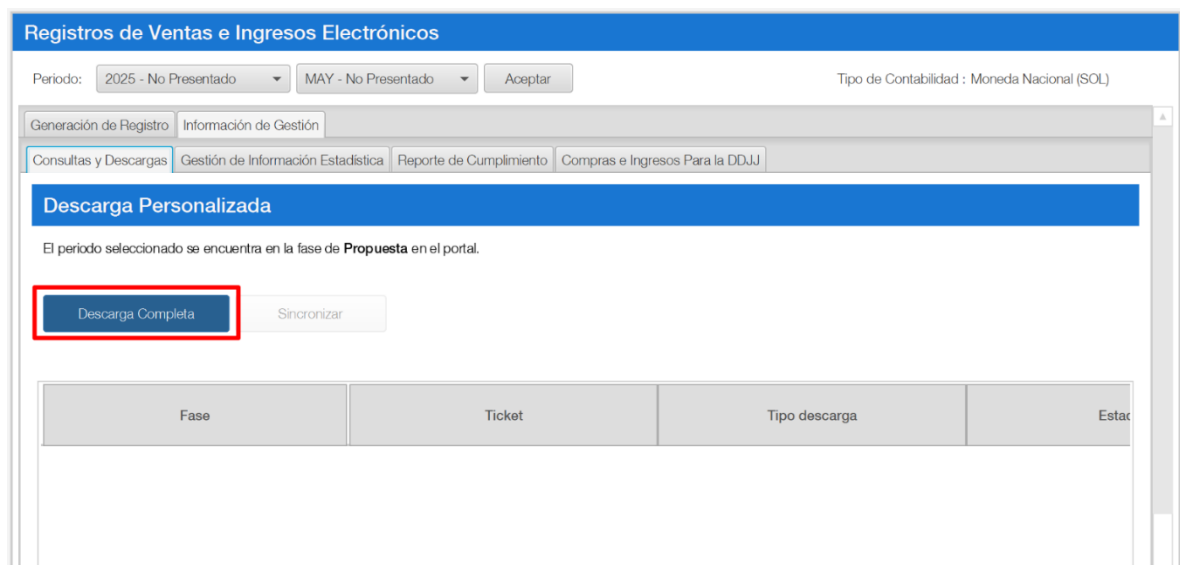 Registros de Ventas e Ingresos Electrónicos
Periodo: 2025 - No Presentado MAY - No Presentado Aceptar Tipo de Contabilidad : Moneda Nacional (SOL)
Generación de Registro Información de Gestión
Consultas y Descargas Gestión de Información Estadística Reporte de Cumplimiento Compras e Ingresos Para la DDJJ
Descarga Personalizada
El periodo seleccionado se encuentra en la fase de Propuesta en el portal.
Descarga Completa Sincronizar
Fase Ticket Tipo descarga Estad